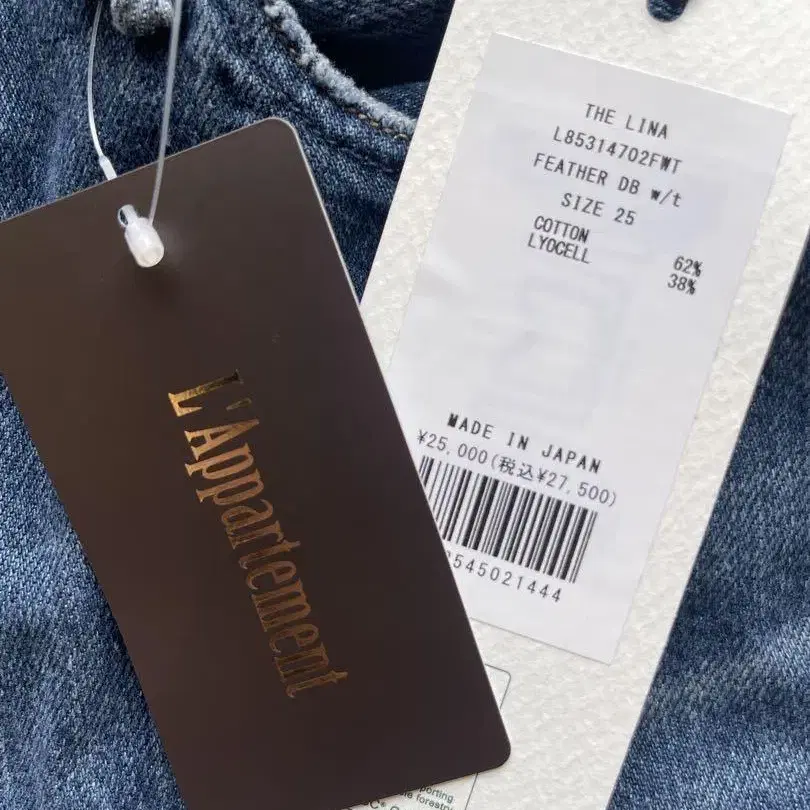 THE LINA
L85314702FWT
FEATHER DB w/t
SIZE 25
COTTON 62%
LYOCELL 38%
MADE IN JAPAN
¥25,000(税込¥27,500)
545021444
L'Appartement
forestry